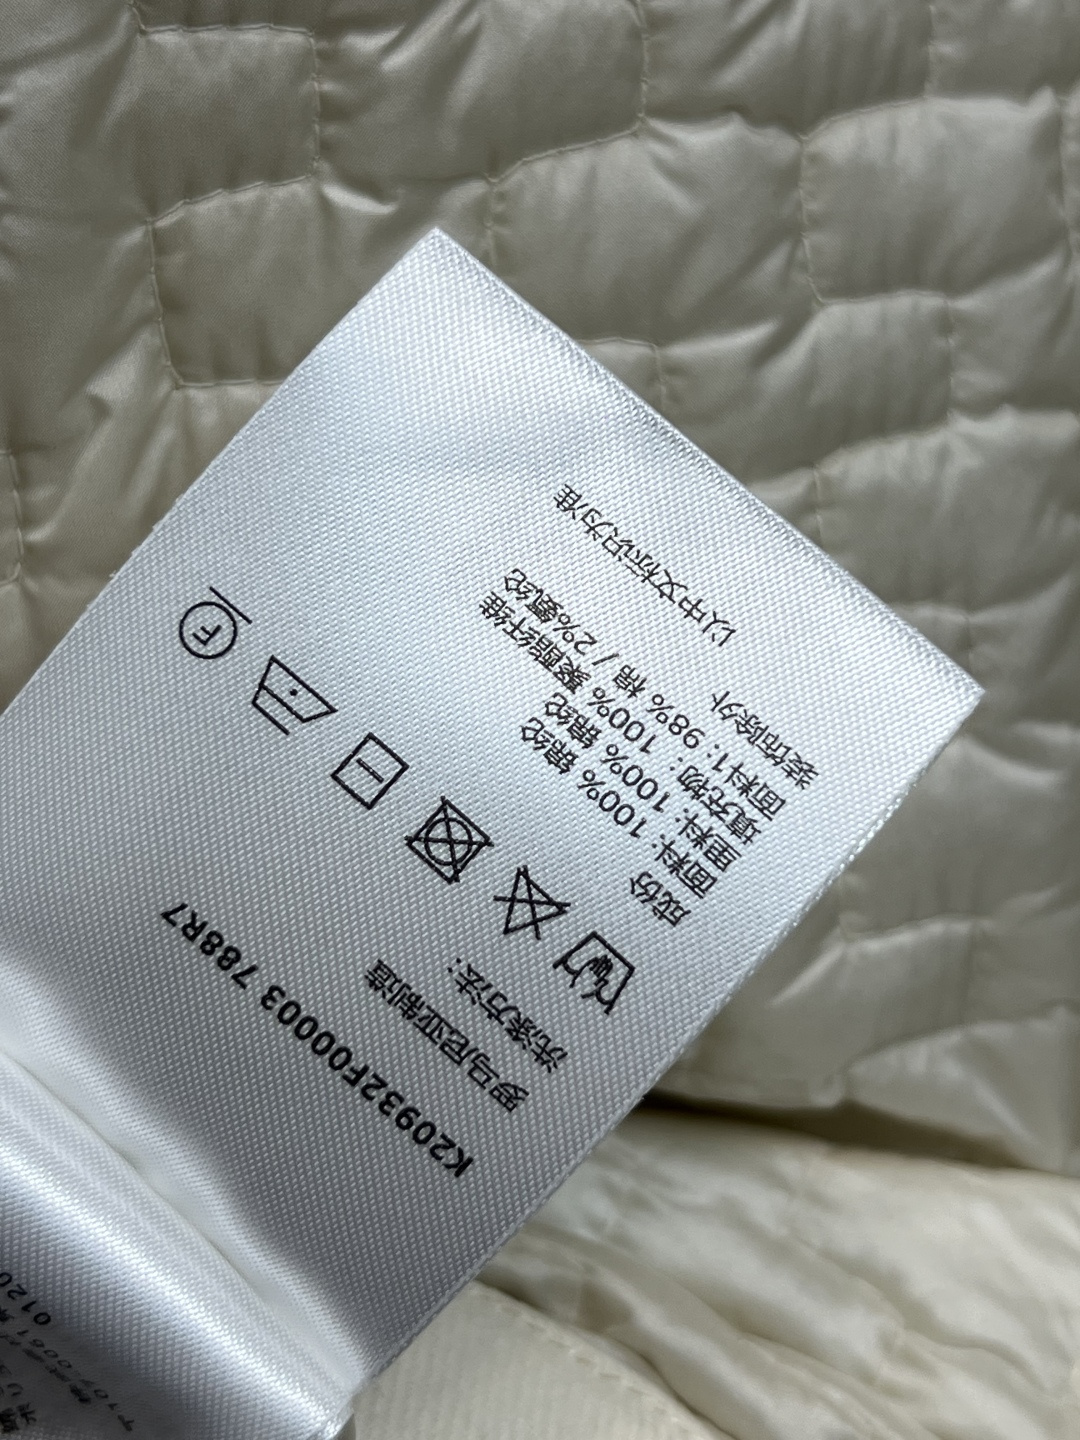 K20932F00003 788R7
罗马尼亚制造
洗涤方法：
F
成份
面料: 100% 锦纶
里料: 100% 锦纶
填充物: 100% 聚酯纤维
面料1: 98% 棉 / 2%氨纶
装饰除外
以中文标识为准